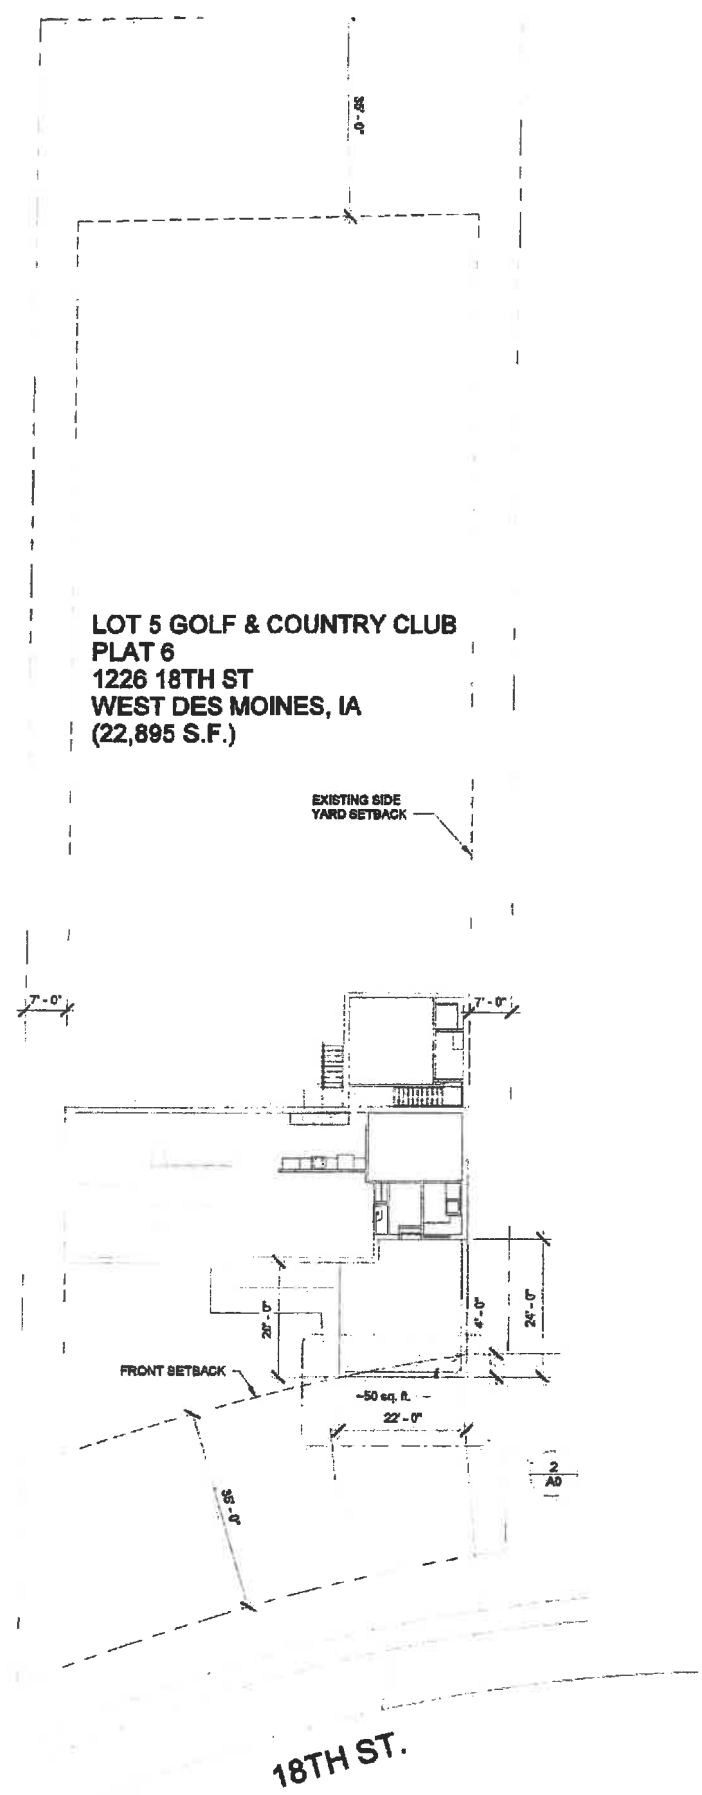 35' - 0"
LOT 5 GOLF & COUNTRY CLUB
PLAT 6
1226 18TH ST
WEST DES MOINES, IA
(22,895 S.F.)
EXISTING SIDE
YARD SETBACK
7' - 0"
7' - 0"
4' - 0"
24' - 0"
FRONT SETBACK
~50 sq. ft.
22' - 0"
2
A0
35' - 0"
18TH ST.